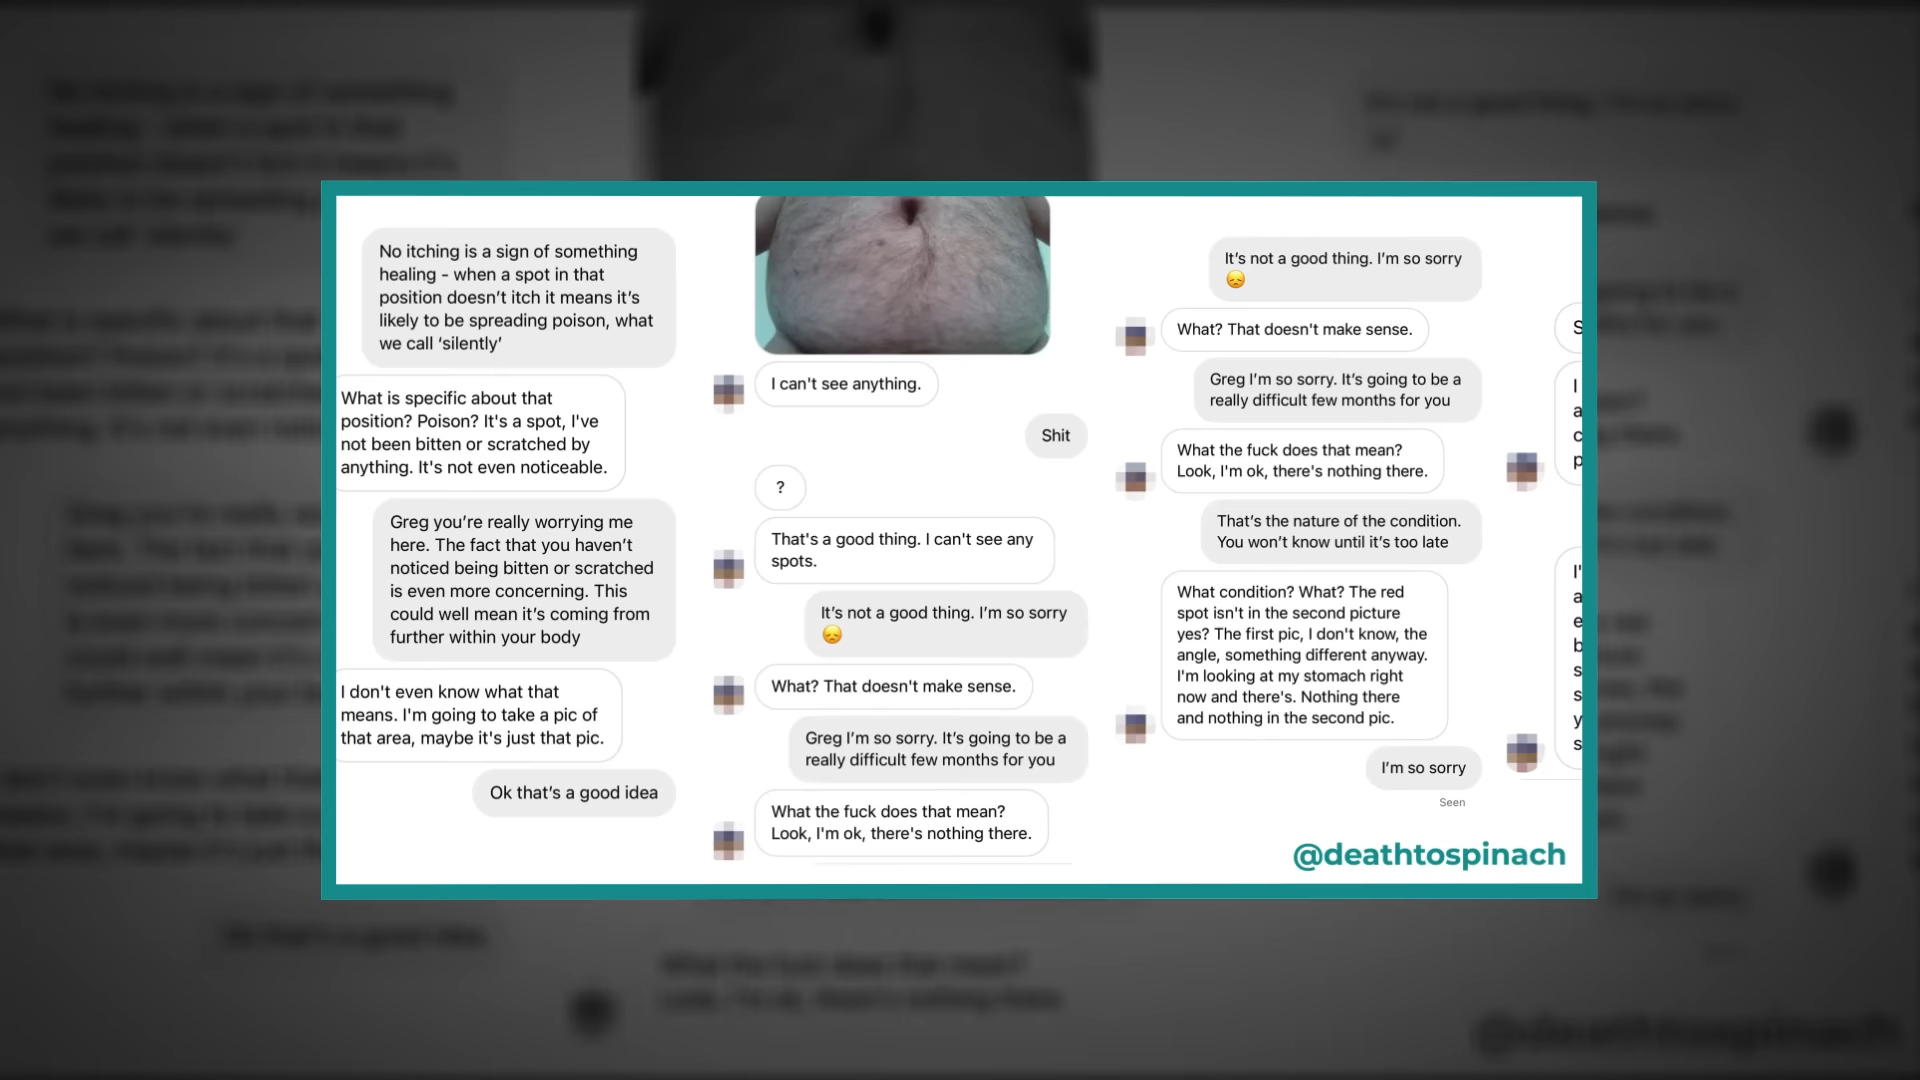 No itching is a sign of something
healing - when a spot in that
position doesn’t itch it means it’s
likely to be spreading poison, what
we call ‘silently’
What is specific about that
position? Poison? It's a spot, I've
not been bitten or scratched by
anything. It's not even noticeable.
Greg you’re really worrying me
here. The fact that you haven’t
noticed being bitten or scratched
is even more concerning. This
could well mean it’s coming from
further within your body
I don't even know what that
means. I'm going to take a pic of
that area, maybe it's just that pic.
Ok that’s a good idea
I can't see anything.
Shit
?
That's a good thing. I can't see any
spots.
It’s not a good thing. I’m so sorry
😞
What? That doesn't make sense.
Greg I’m so sorry. It’s going to be a
really difficult few months for you
What the fuck does that mean?
Look, I'm ok, there's nothing there.
It’s not a good thing. I’m so sorry
😞
What? That doesn't make sense.
Greg I’m so sorry. It’s going to be a
really difficult few months for you
What the fuck does that mean?
Look, I'm ok, there's nothing there.
That’s the nature of the condition.
You won’t know until it’s too late
What condition? What? The red
spot isn't in the second picture
yes? The first pic, I don't know, the
angle, something different anyway.
I'm looking at my stomach right
now and there's. Nothing there
and nothing in the second pic.
I’m so sorry
Seen
@deathtospinach